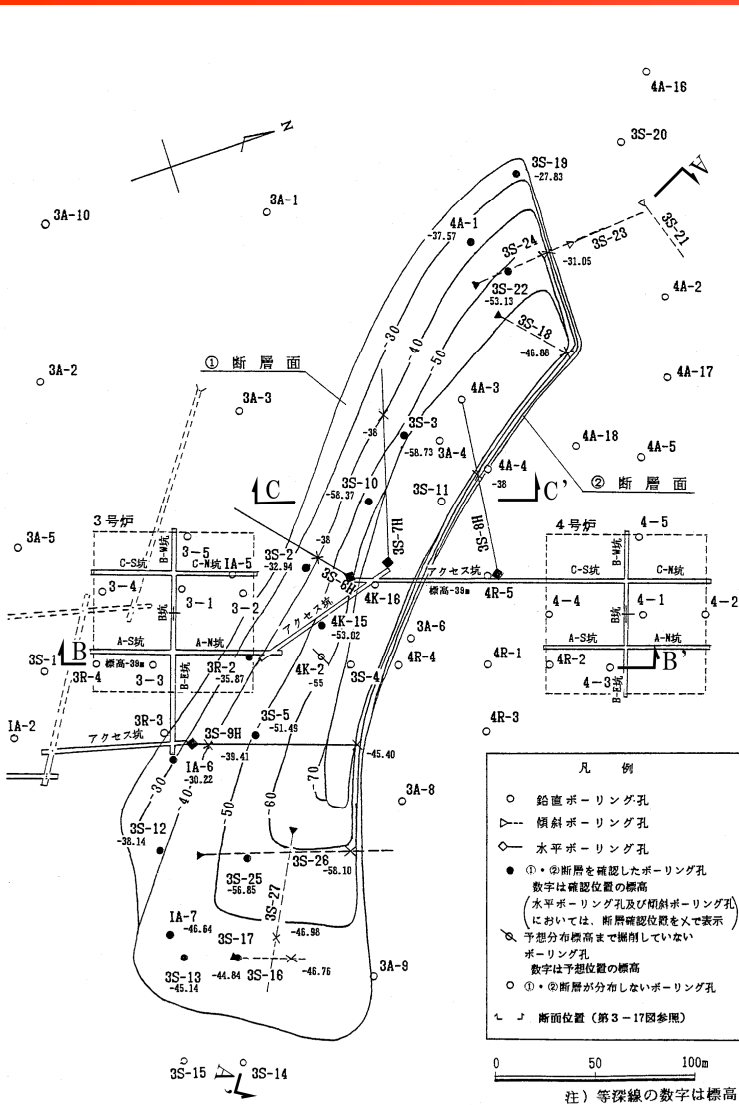 4A-16
3S-20
N
3S-19
-27.83
A
3A-10
3A-1
4A-1
-37.57
3S-24
3S-23
3S-21
-31.05
3S-22
-53.13
4A-2
-30
-40
-50
3S-18
-46.88
① 断層面
3A-2
3A-3
4A-3
4A-17
-38
3S-3
-58.73
3A-4
4A-18
4A-5
4A-4
-38
3S-10
-58.37
3S-11
C
C'
② 断層面
3A-5
3号炉
4号炉
B-W坑
3-5
C-S坑
C-N坑
IA-5
-38
3S-2
-32.94
3S-6H
3S-7H
3S-8H
アクセス坑
標高-39m
4R-5
B-W坑
4-5
C-S坑
C-N坑
3-4
3-1
3-2
B坑
4K-16
アクセス坑
4-4
B坑
4-1
4-2
4K-15
-53.02
3A-6
A-S坑
A-N坑
A-S坑
A-N坑
B
3S-1
3R-4
標高-39m
3-3
B-E坑
3R-2
-35.87
4K-2
-55
3S-4
4R-4
4R-1
4R-2
4-3
B-E坑
B'
IA-2
アクセス坑
3R-3
3S-9H
-39.41
3S-5
-51.49
-45.40
4R-3
IA-6
-30.22
-30
-40
-50
-60
-70
3A-8
3S-12
-38.14
3S-25
-56.85
3S-26
-58.10
3S-27
IA-7
-46.64
3S-17
-46.98
3S-13
-45.14
-44.84
3S-16
-46.76
3A-9
3S-15
A'
3S-14
凡例
鉛直ボーリング孔
傾斜ボーリング孔
水平ボーリング孔
①・②断層を確認したボーリング孔
数字は確認位置の標高
(水平ボーリング孔及び傾斜ボーリング孔
においては、断層確認位置を×で表示)
予想分布標高まで掘削していない
ボーリング孔
数字は予想位置の標高
①・②断層が分布しないボーリング孔
断面位置(第3-17図参照)
0 50 100m
注)等深線の数字は標高